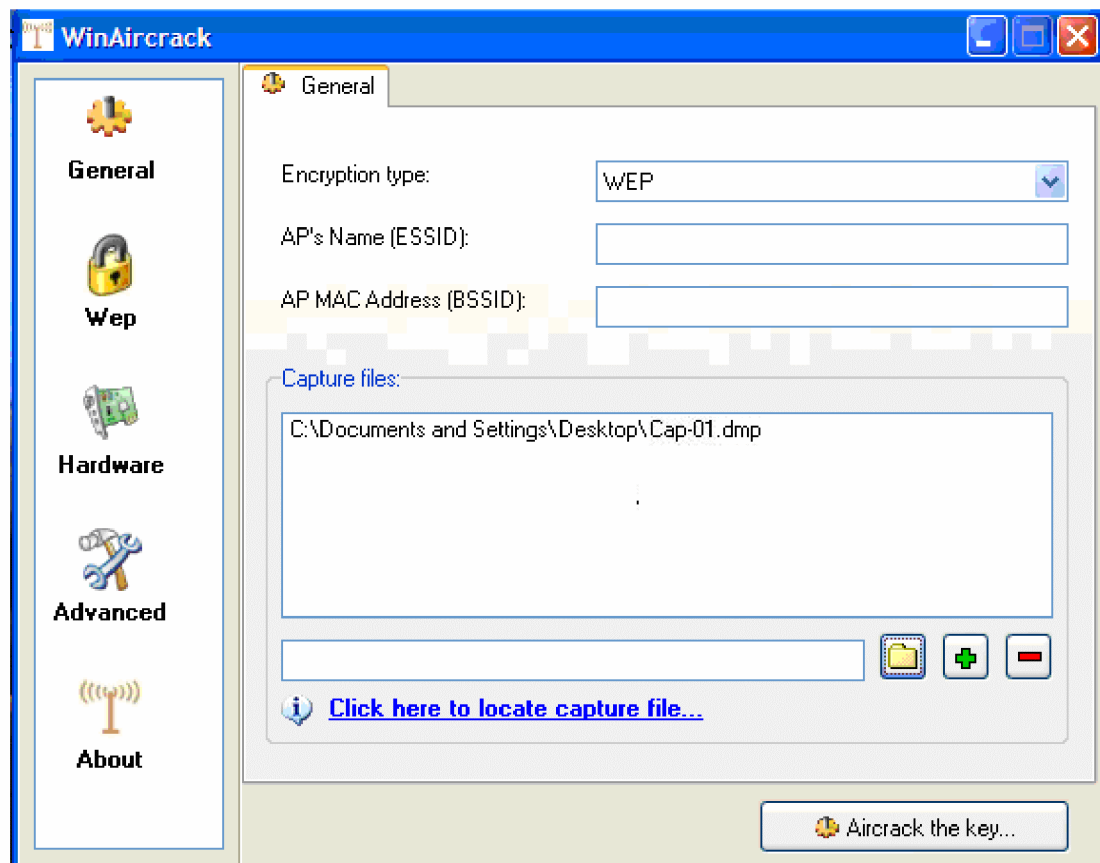 WinAircrack
General
Wep
Hardware
Advanced
About
General
Encryption type:
WEP
AP's Name (ESSID):
AP MAC Address (BSSID):
Capture files:
C:\Documents and Settings\Desktop\Cap-01.dmp
Click here to locate capture file...
Aircrack the key...